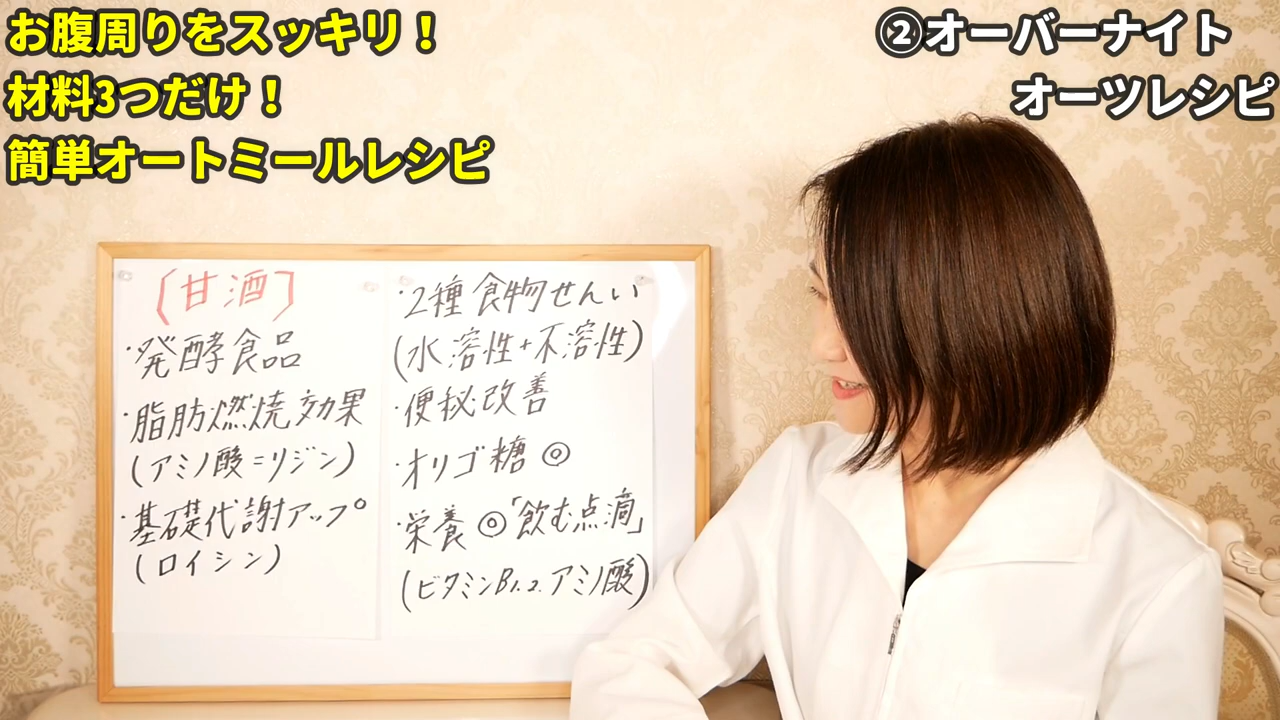 お腹周りをスッキリ！
材料3つだけ！
簡単オートミールレシピ
②オーバーナイト
オーツレシピ
〔甘酒〕
・発酵食品
・脂肪燃焼効果
(アミノ酸=リジン)
・基礎代謝アップ
(ロイシン)
・2種食物せんい
(水溶性+不溶性)
・便秘改善
・オリゴ糖◎
・栄養◎「飲む点滴」
(ビタミンB1.2.アミノ酸)